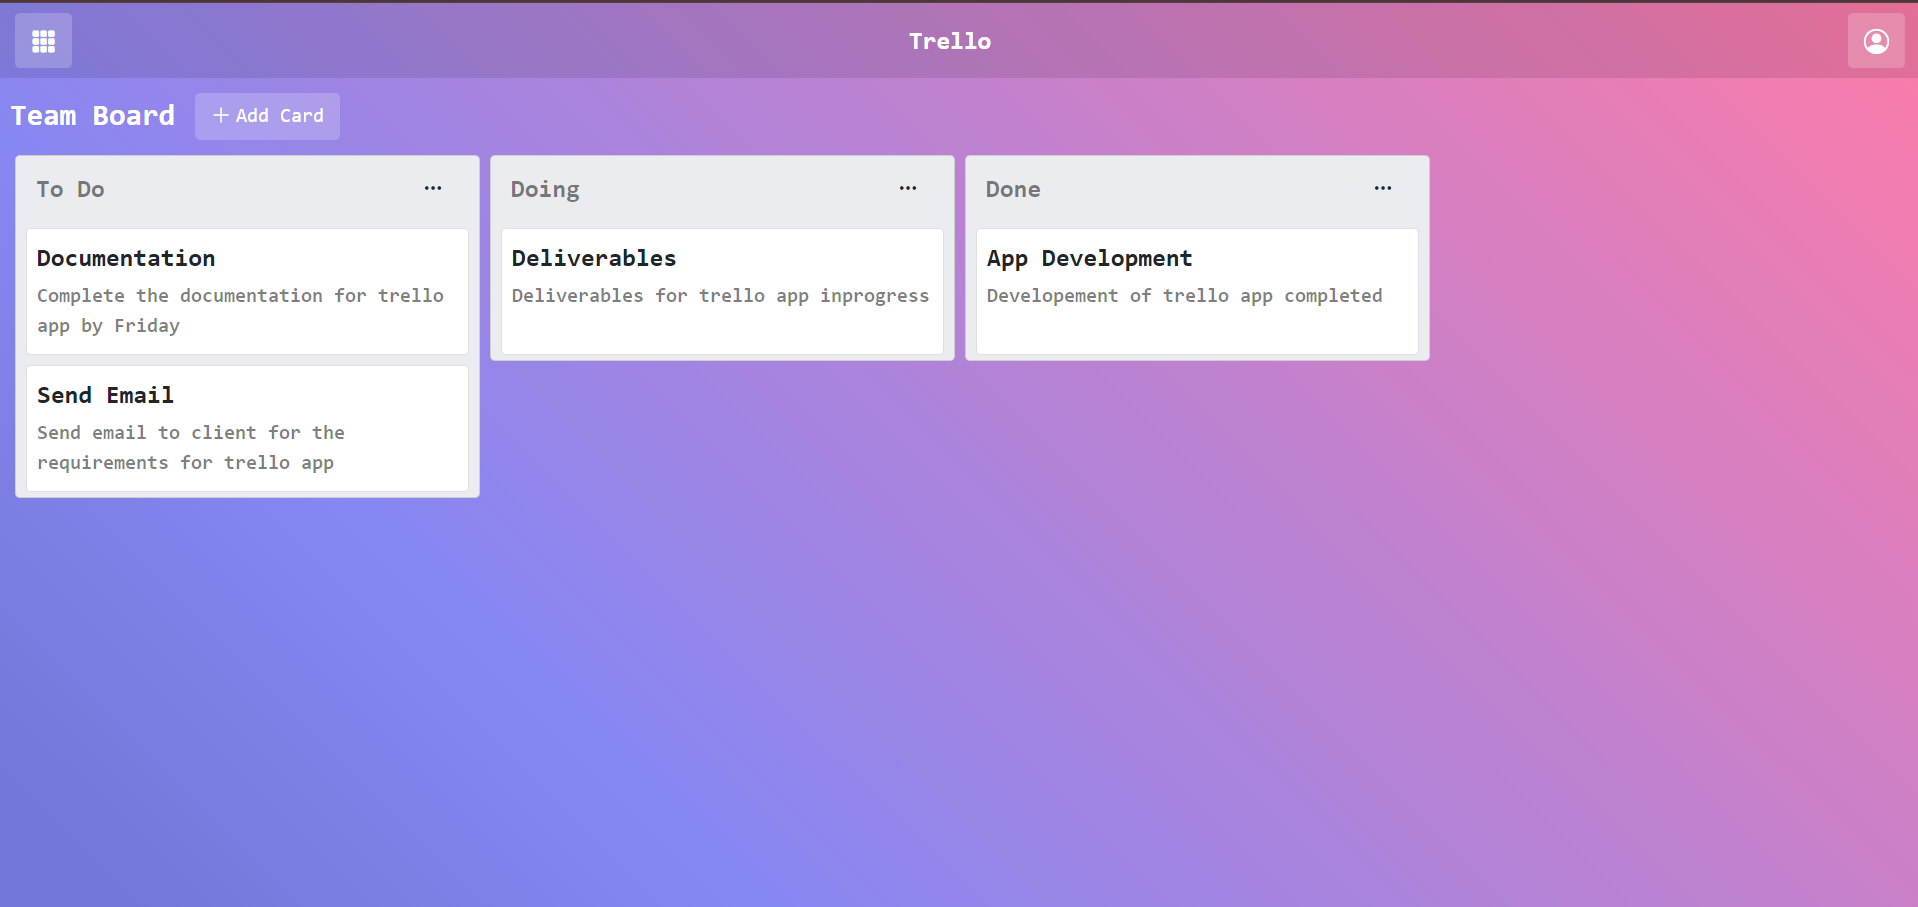 Trello
Team Board
+ Add Card
To Do
...
Documentation
Complete the documentation for trello
app by Friday
Send Email
Send email to client for the
requirements for trello app
Doing
...
Deliverables
Deliverables for trello app inprogress
Done
...
App Development
Developement of trello app completed